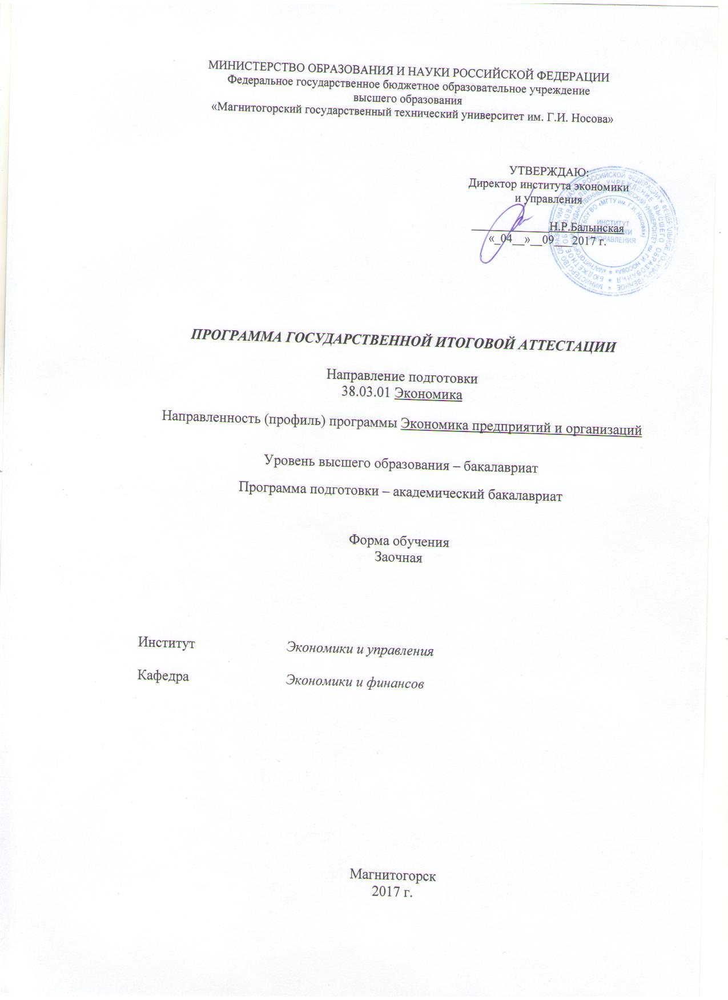 МИНИСТЕРСТВО ОБРАЗОВАНИЯ И НАУКИ РОССИЙСКОЙ ФЕДЕРАЦИИ
Федеральное государственное бюджетное образовательное учреждение
высшего образования
«Магнитогорский государственный технический университет им. Г.И. Носова»
УТВЕРЖДАЮ:
Директор института экономики
и управления
____________Н.Р.Балынская
«_04__»__09___2017 г.
ИНСТИТУТ
И УПРАВЛЕНИЯ
ПРОГРАММА ГОСУДАРСТВЕННОЙ ИТОГОВОЙ АТТЕСТАЦИИ
Направление подготовки
38.03.01 Экономика
Направленность (профиль) программы Экономика предприятий и организаций
Уровень высшего образования – бакалавриат
Программа подготовки – академический бакалавриат
Форма обучения
Заочная
Институт Экономики и управления
Кафедра Экономики и финансов
Магнитогорск
2017 г.